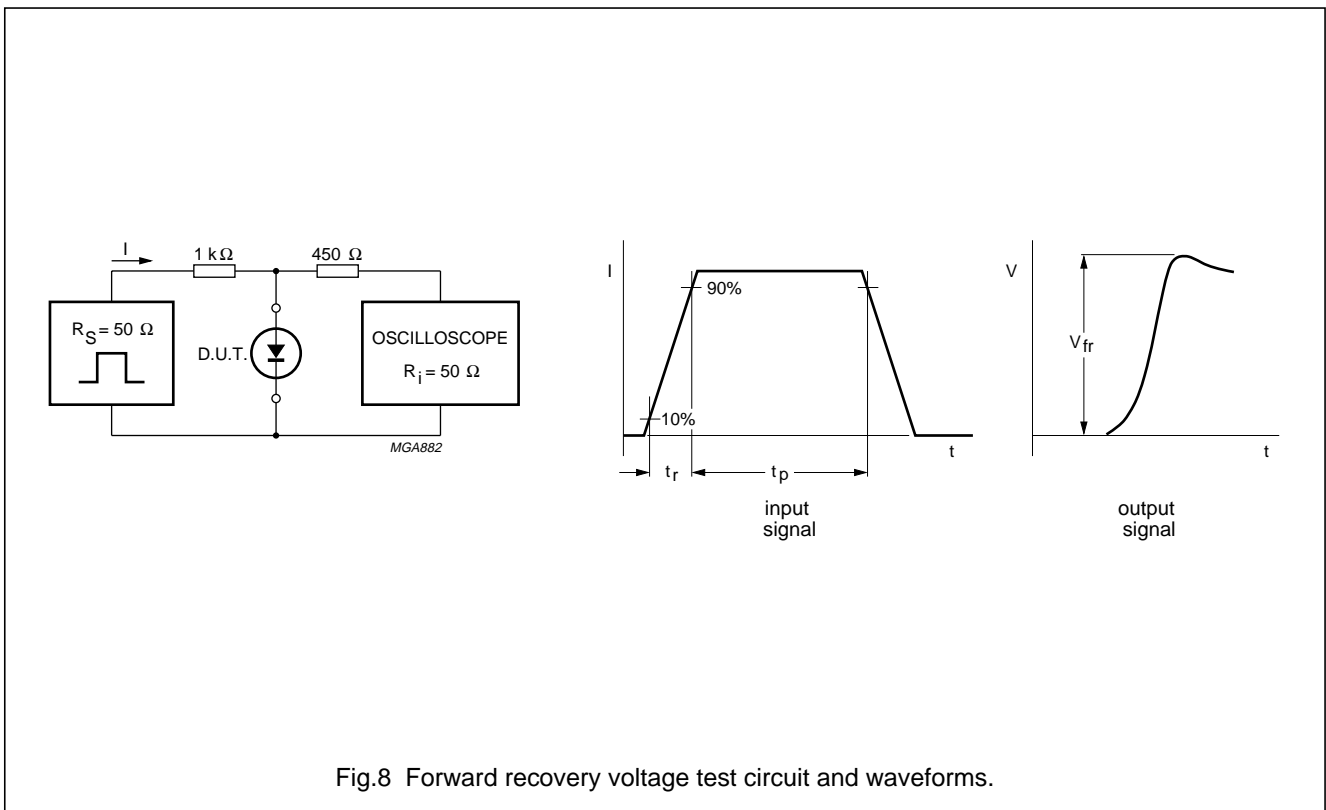 I
1 kΩ
450 Ω
R_S = 50 Ω
D.U.T.
OSCILLOSCOPE
R_i = 50 Ω
MGA882
I
90%
10%
t
t_r
t_p
input
signal
V
V_fr
t
output
signal
Fig.8 Forward recovery voltage test circuit and waveforms.